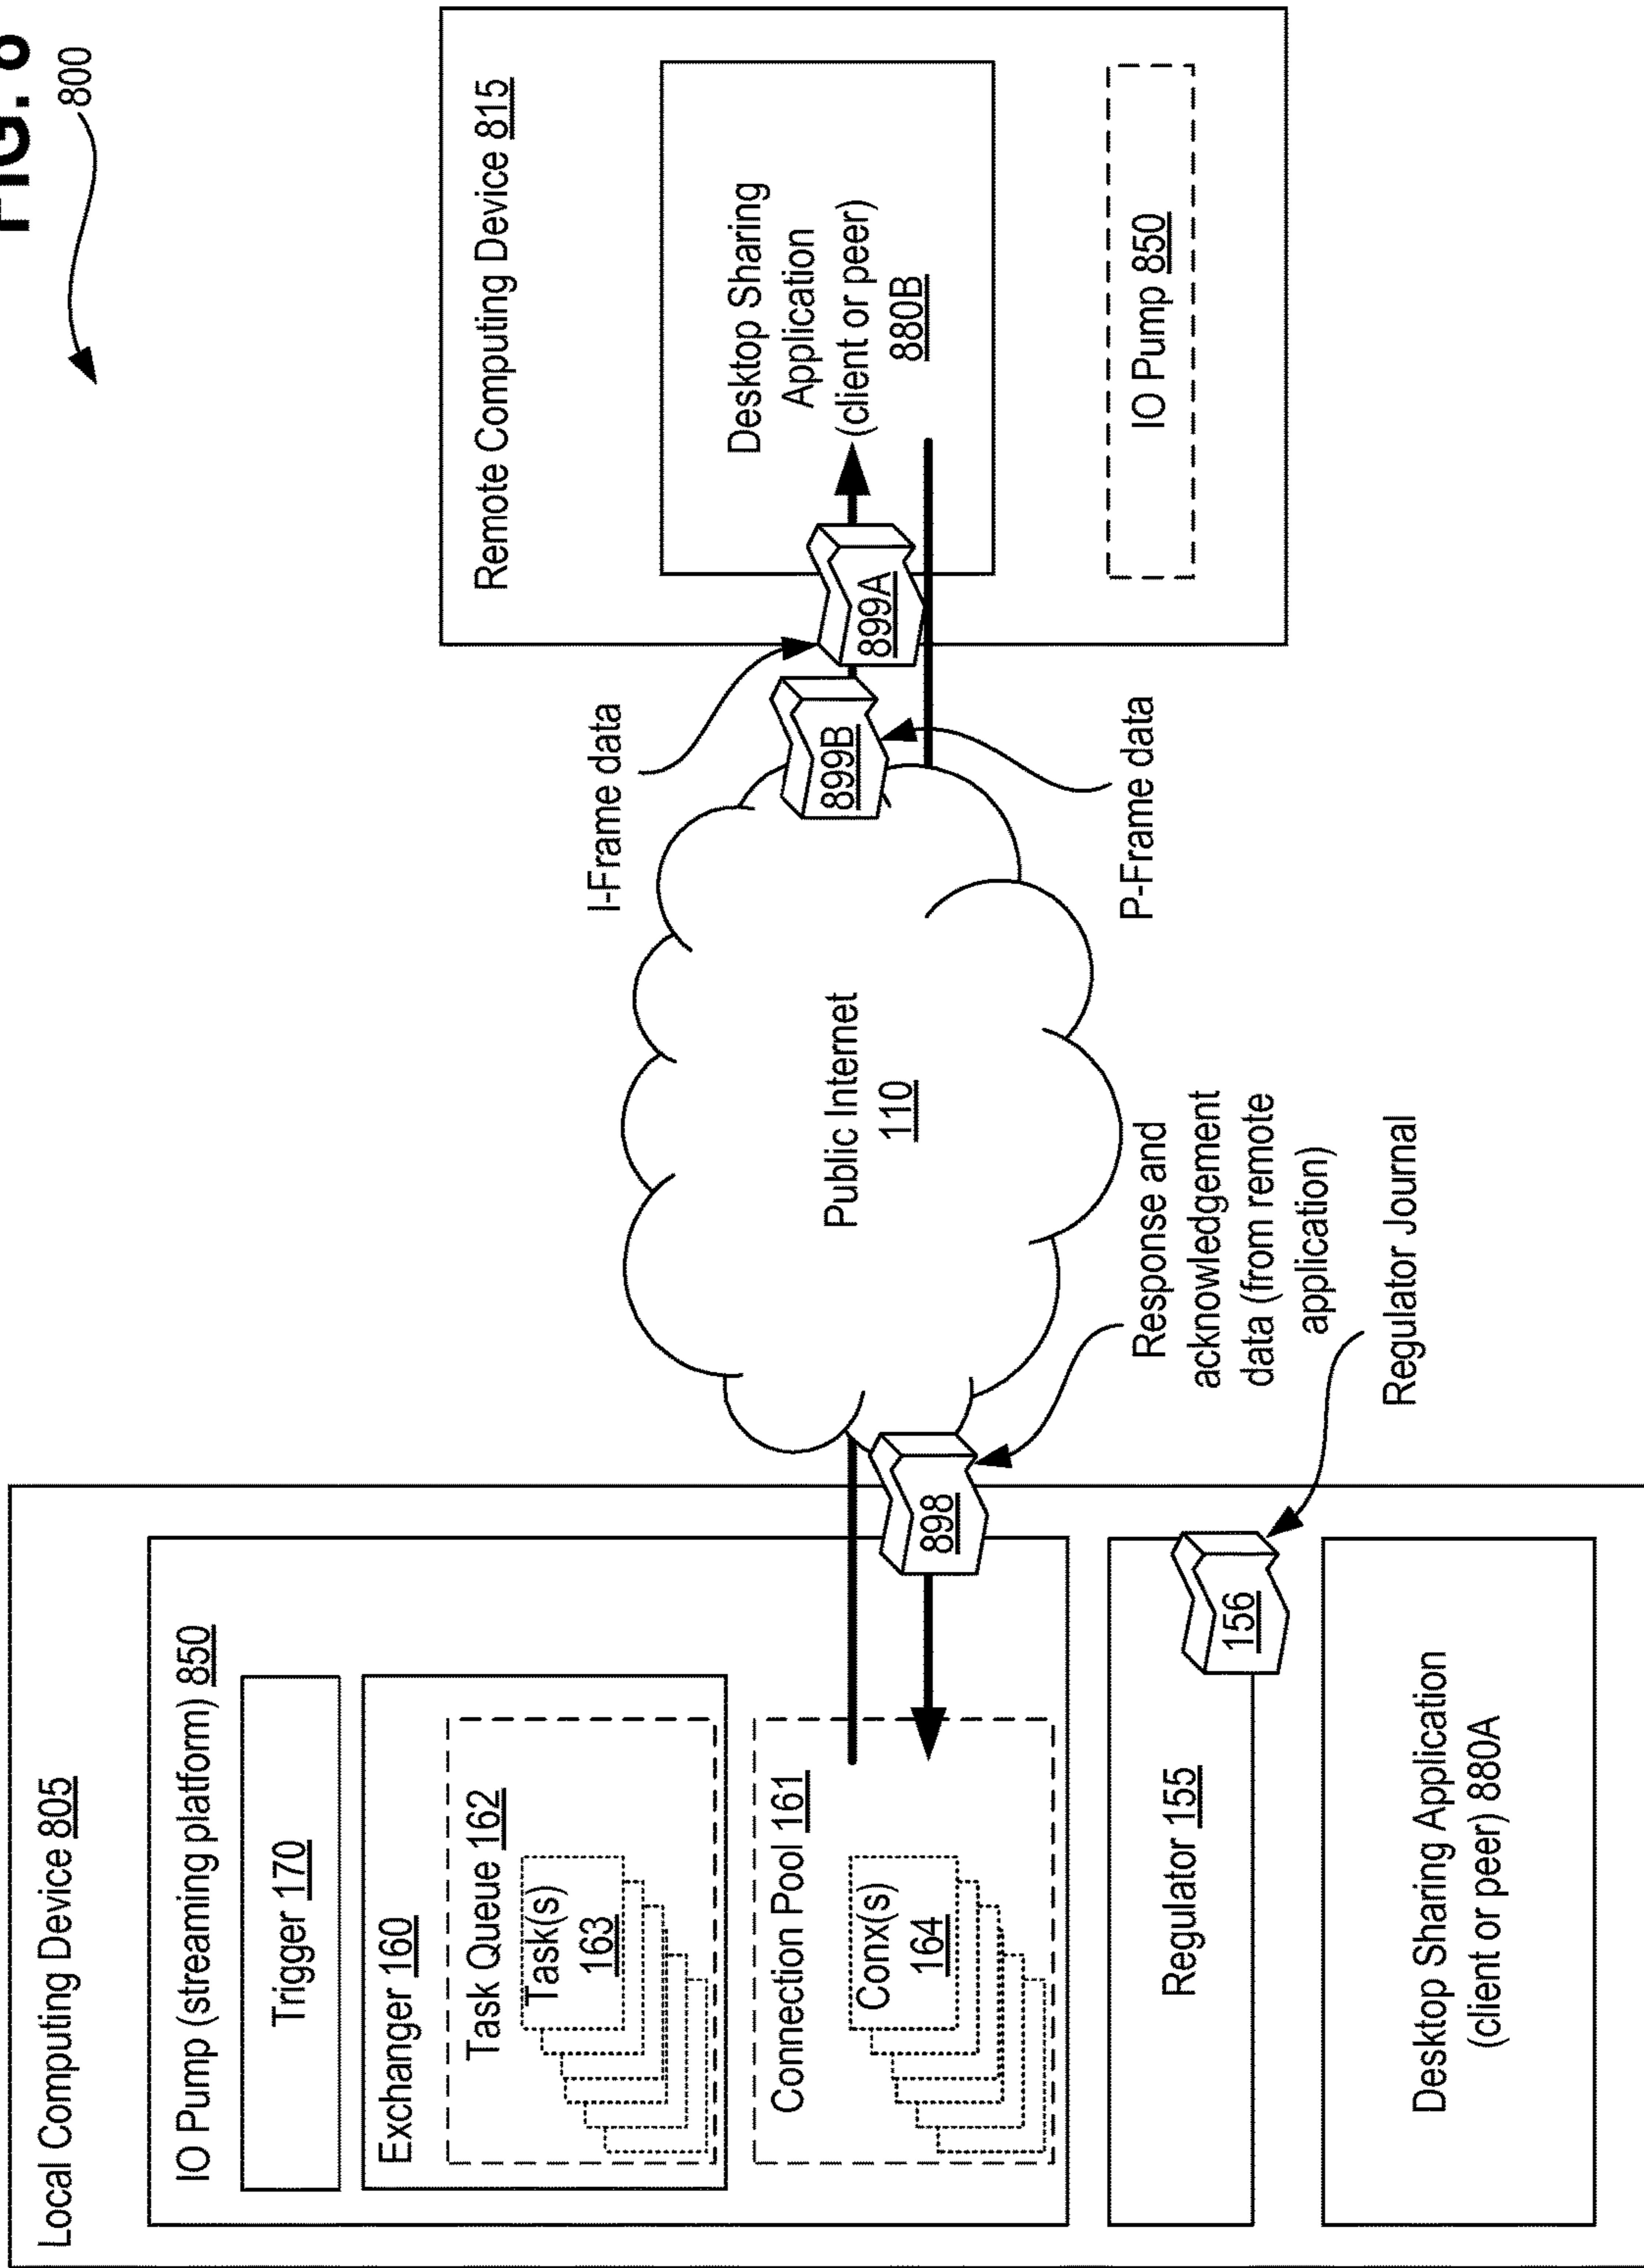 FIG. 8
800
Local Computing Device 805
IO Pump (streaming platform) 850
Trigger 170
Exchanger 160
Task Queue 162
Task(s)
163
Connection Pool 161
Conx(s)
164
Regulator 155
156
Desktop Sharing Application
(client or peer) 880A
898
Response and
acknowledgement
data (from remote
application)
Regulator Journal
Public Internet
110
I-Frame data
899B
899A
P-Frame data
Remote Computing Device 815
Desktop Sharing
Application
(client or peer)
880B
IO Pump 850